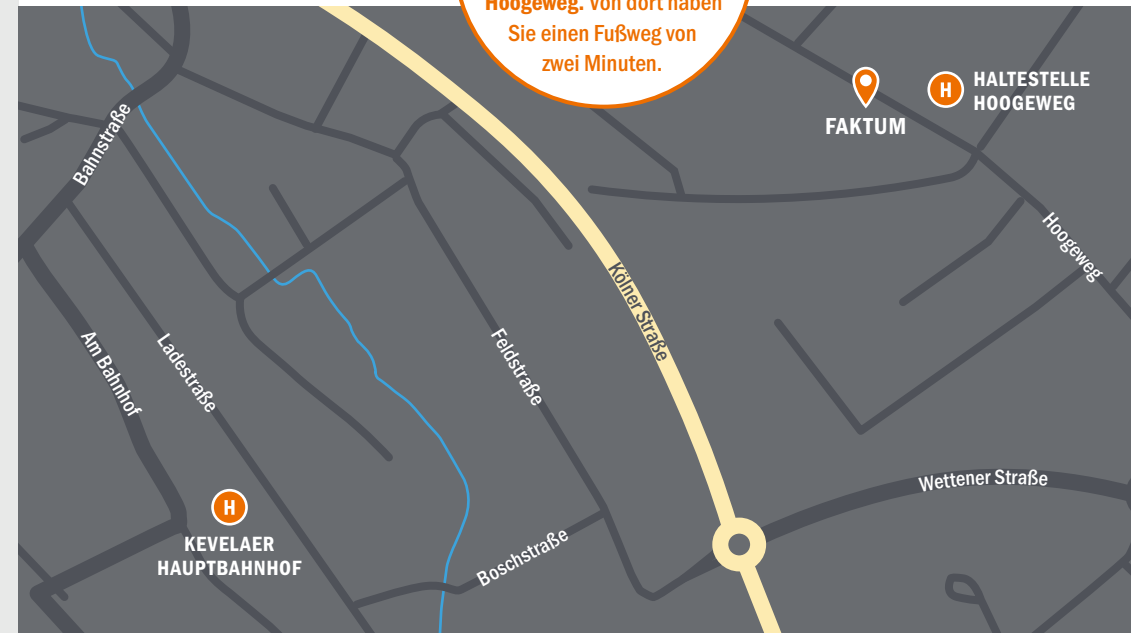 Hoogeweg. Von dort haben
Sie einen Fußweg von
zwei Minuten.
HALTESTELLE
HOOGEWEG
H
FAKTUM
Bahnstraße
Hoogeweg
Kölner Straße
Am Bahnhof
Ladestraße
Feldstraße
Wettener Straße
H
KEVELAER
HAUPTBAHNHOF
Boschstraße